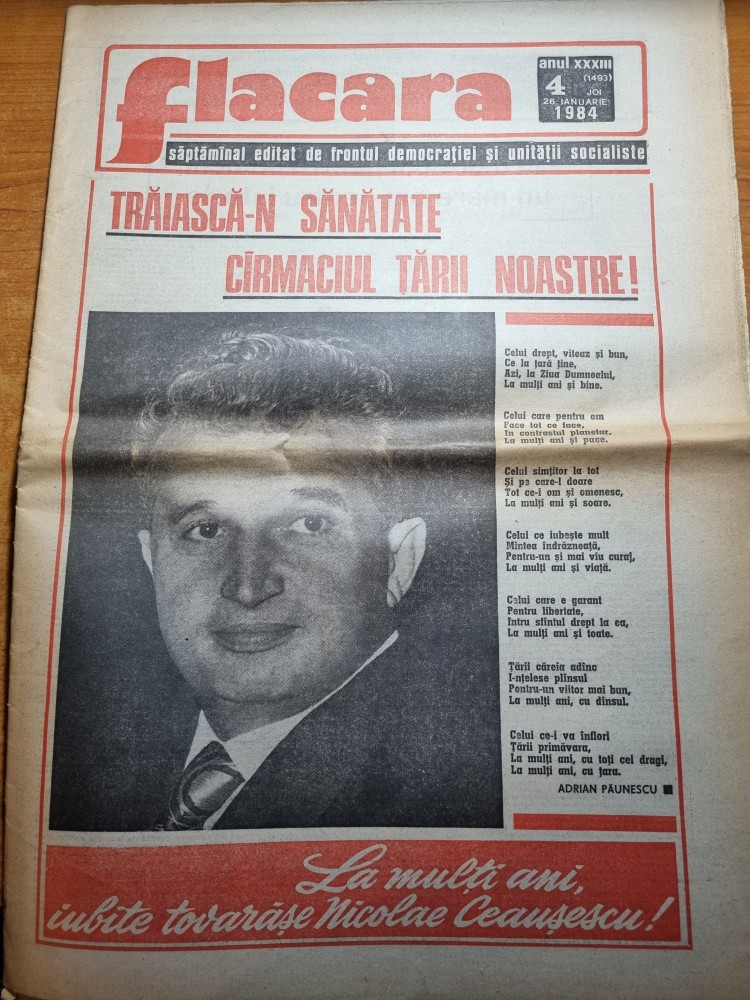 flacara
anul XXXIII
4 (1493)
JOI
26 IANUARIE
1984
săptămînal editat de frontul democrației și unității socialiste
TRĂIASCĂ-N SĂNĂTATE
CÎRMACIUL ȚĂRII NOASTRE!
Celui drept, viteaz și bun,
Ce la țară ține,
Azi, la Ziua Dumnealui,
La mulți ani și bine.
Celui care pentru om
Face tot ce face,
In contrastul planetar,
La mulți ani și pace.
Celui simțitor la tot
Și pe care-l doare
Tot ce-i om și omenesc,
La mulți ani și soare.
Celui ce iubește mult
Mintea îndrăzneață,
Pentru-un și mai viu curaj,
La mulți ani și viață.
Celui care e garant
Pentru libertate,
Intru sfîntul drept la ea,
La mulți ani și toate.
Țării căreia adînc
I-nțelese plînsul
Pentru-un viitor mai bun,
La mulți ani, cu dînsul.
Celui ce-i va înflori
Țării primăvara,
La mulți ani, cu toți cei dragi,
La mulți ani, cu țara.
ADRIAN PĂUNESCU
La mulți ani,
iubite tovarășe Nicolae Ceaușescu!